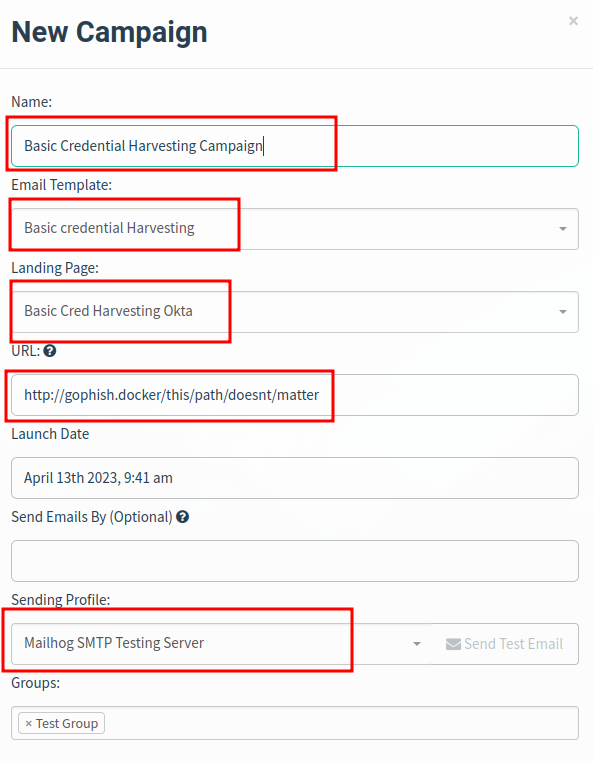 New Campaign
×
Name:
Basic Credential Harvesting Campaign
Email Template:
Basic credential Harvesting
Landing Page:
Basic Cred Harvesting Okta
URL: ?
http://gophish.docker/this/path/doesnt/matter
Launch Date
April 13th 2023, 9:41 am
Send Emails By (Optional) ?
Sending Profile:
Mailhog SMTP Testing Server
Send Test Email
Groups:
× Test Group